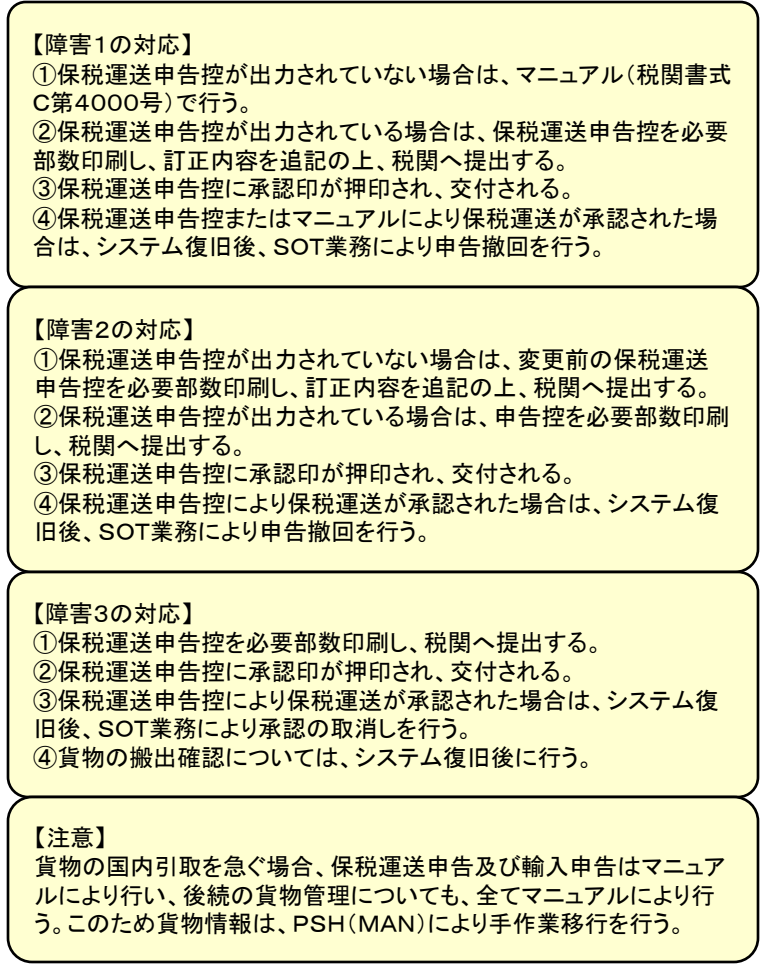 【障害１の対応】
①保税運送申告控が出力されていない場合は、マニュアル（税関書式
C第４０００号）で行う。
②保税運送申告控が出力されている場合は、保税運送申告控を必要
部数印刷し、訂正内容を追記の上、税関へ提出する。
③保税運送申告控に承認印が押印され、交付される。
④保税運送申告控またはマニュアルにより保税運送が承認された場
合は、システム復旧後、ＳＯＴ業務により申告撤回を行う。
【障害２の対応】
①保税運送申告控が出力されていない場合は、変更前の保税運送
申告控を必要部数印刷し、訂正内容を追記の上、税関へ提出する。
②保税運送申告控が出力されている場合は、申告控を必要部数印刷
し、税関へ提出する。
③保税運送申告控に承認印が押印され、交付される。
④保税運送申告控により保税運送が承認された場合は、システム復
旧後、ＳＯＴ業務により申告撤回を行う。
【障害３の対応】
①保税運送申告控を必要部数印刷し、税関へ提出する。
②保税運送申告控に承認印が押印され、交付される。
③保税運送申告控により保税運送が承認された場合は、システム復
旧後、ＳＯＴ業務により承認の取消しを行う。
④貨物の搬出確認については、システム復旧後に行う。
【注意】
貨物の国内引取を急ぐ場合、保税運送申告及び輸入申告はマニュア
ルにより行い、後続の貨物管理についても、全てマニュアルにより行
う。このため貨物情報は、ＰＳＨ（ＭＡＮ）により手作業移行を行う。